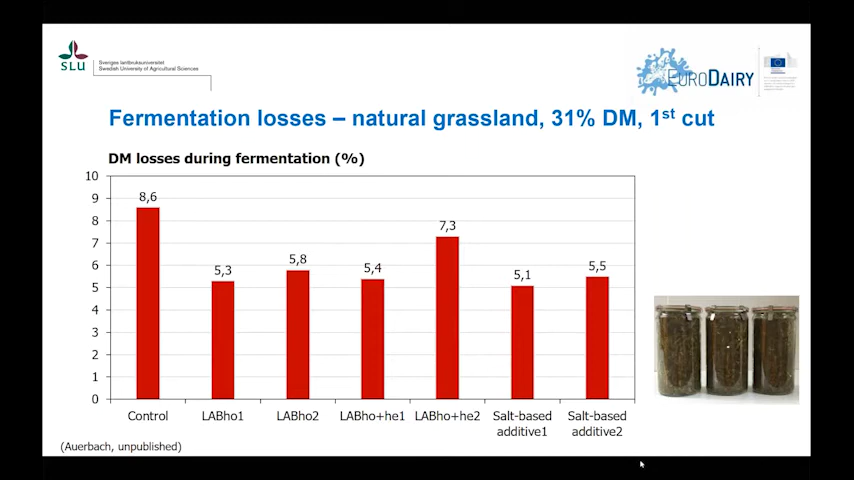 SLU
Sveriges lantbruksuniversitet
Swedish University of Agricultural Sciences
EURODAIRY
Fermentation losses – natural grassland, 31% DM, 1st cut
DM losses during fermentation (%)
10
9
8
7
6
5
4
3
2
1
0
8,6
5,3
5,8
5,4
7,3
5,1
5,5
Control
LABho1
LABho2
LABho+he1
LABho+he2
Salt-based additive1
Salt-based additive2
(Auerbach, unpublished)